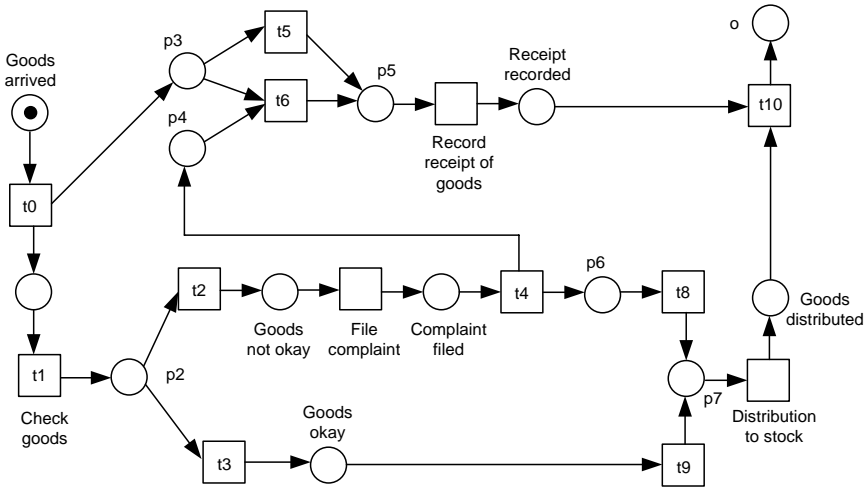 Goods
arrived
t0
t1
Check
goods
p3
t5
p4
t6
p5
Record
receipt of
goods
Receipt
recorded
o
t10
p2
t2
Goods
not okay
File
complaint
Complaint
filed
t4
p6
t8
Goods
distributed
p7
Distribution
to stock
t3
Goods
okay
t9